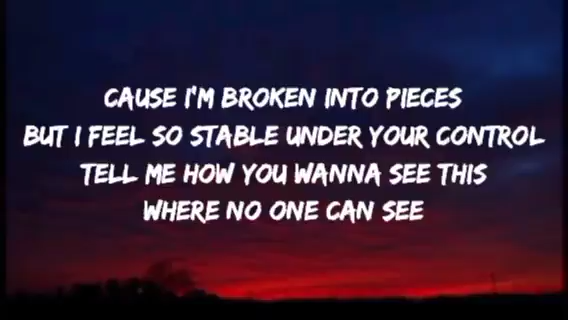 CAUSE I'M BROKEN INTO PIECES
BUT I FEEL SO STABLE UNDER YOUR CONTROL
TELL ME HOW YOU WANNA SEE THIS
WHERE NO ONE CAN SEE